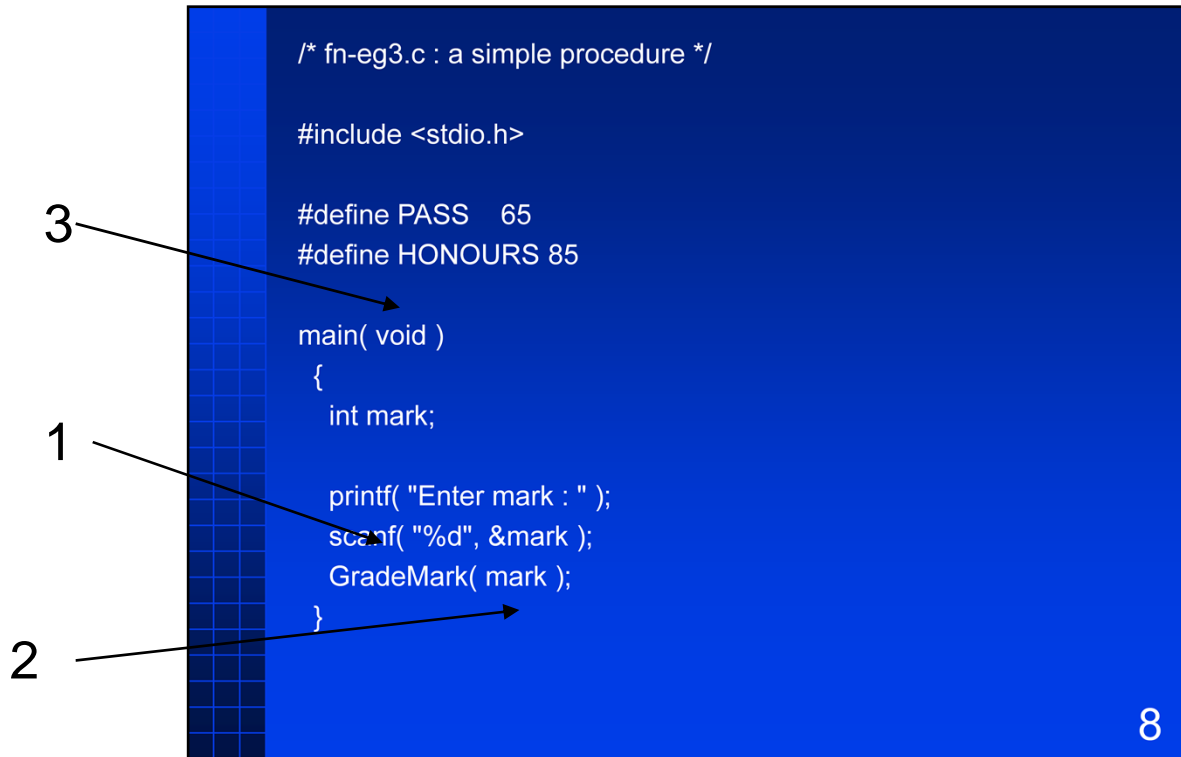 /* fn-eg3.c : a simple procedure */
#include <stdio.h>
#define PASS    65
3
#define HONOURS 85
main( void )
{
int mark;
1
printf( "Enter mark : " );
scanf( "%d", &mark );
GradeMark( mark );
}
2
8